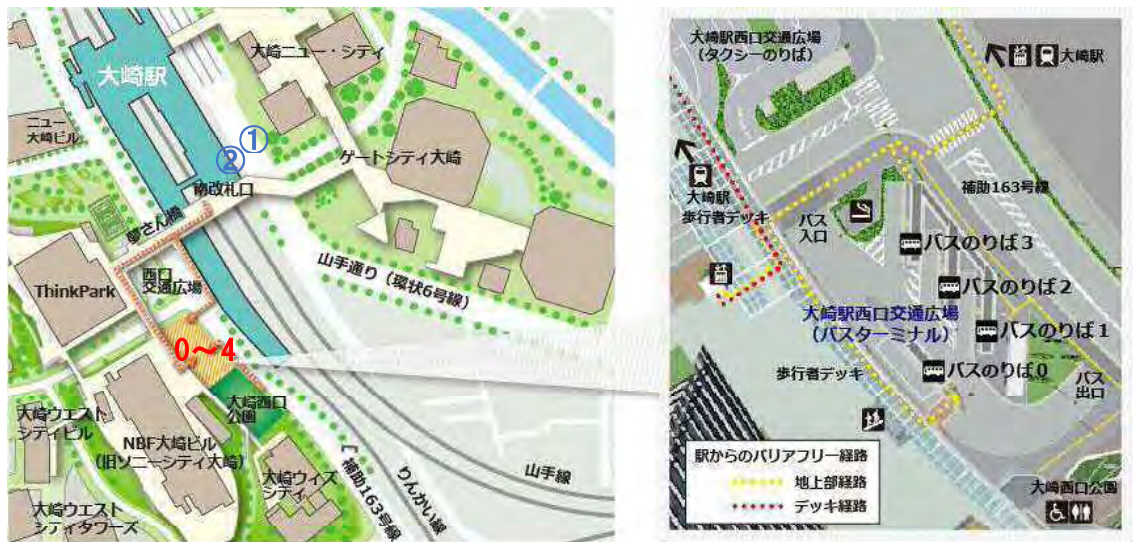 大崎ニュー・シティ
大崎駅
ニュー
大崎ビル
①
②
ゲートシティ大崎
南改札口
夢さん橋
山手通り（環状6号線）
ThinkPark
西口
交通広場
0～4
大崎西口
公園
大崎ウエスト
シティビル
NBF大崎ビル
（旧ソニーシティ大崎）
大崎ウィズ
シティ
大崎ウエスト
シティタワーズ
補助163号線
りんかい線
山手線
大崎駅西口交通広場
（タクシーのりば）
大崎駅
大崎駅
歩行者デッキ
補助163号線
バス
入口
バスのりば3
バスのりば2
大崎駅西口交通広場
（バスターミナル）
バスのりば1
バスのりば0
歩行者デッキ
バス
出口
駅からのバリアフリー経路
地上部経路
デッキ経路
大崎西口公園